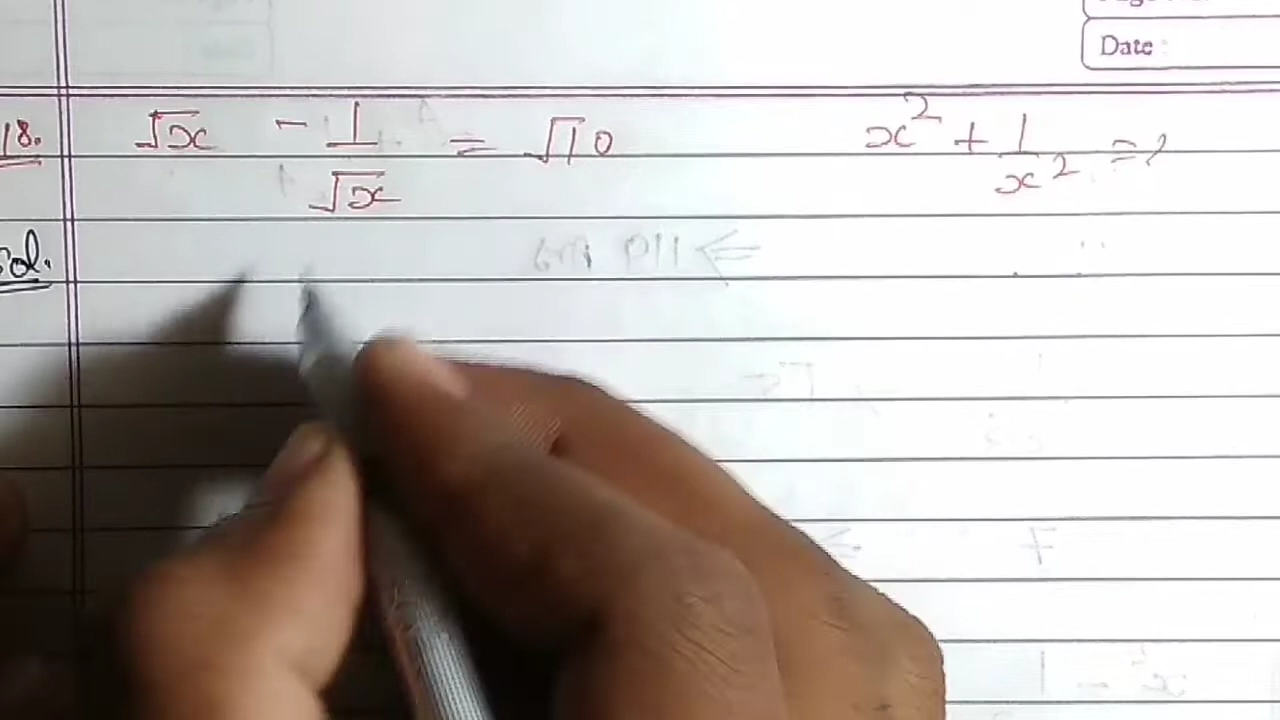 Date :
18. √x - 1/√x = √10 x² + 1/x² = ?
Sol.